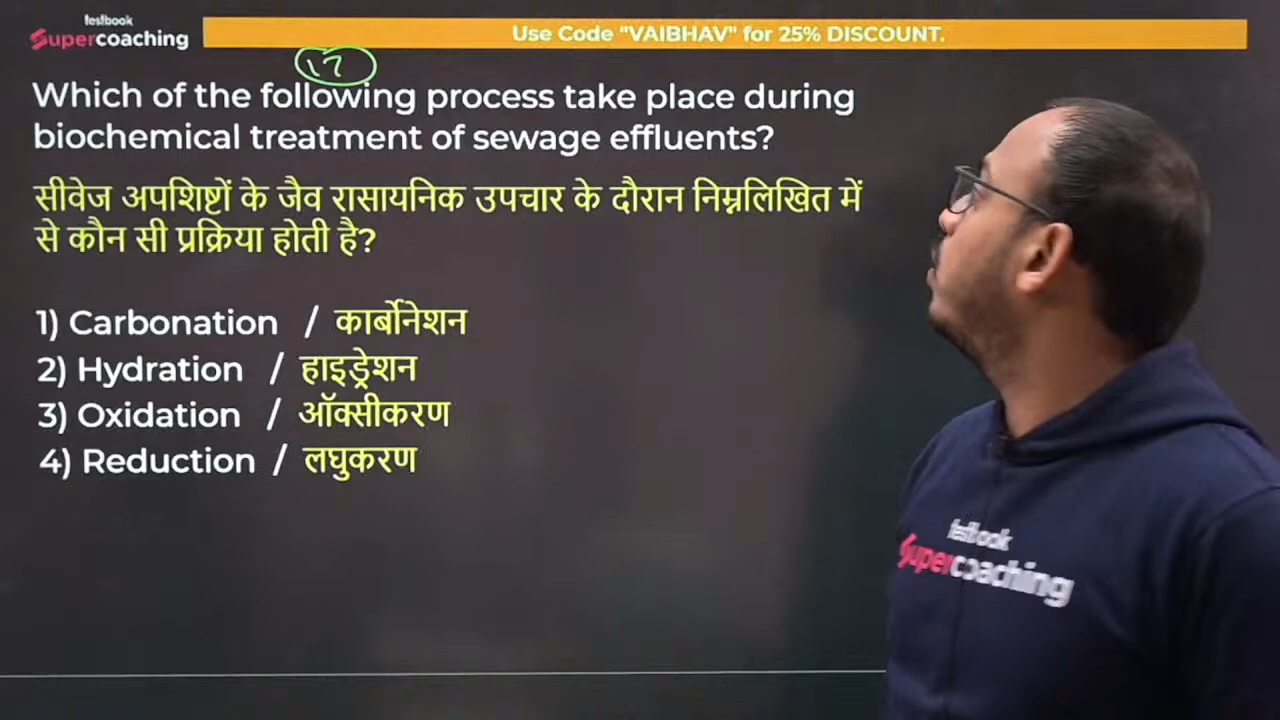 testbook
Supercoaching
Use Code "VAIBHAV" for 25% DISCOUNT.
17
Which of the following process take place during
biochemical treatment of sewage effluents?
सीवेज अपशिष्टों के जैव रासायनिक उपचार के दौरान निम्नलिखित में
से कौन सी प्रक्रिया होती है?
1) Carbonation / कार्बोनेशन
2) Hydration / हाइड्रेशन
3) Oxidation / ऑक्सीकरण
4) Reduction / लघुकरण
testbook
Supercoaching